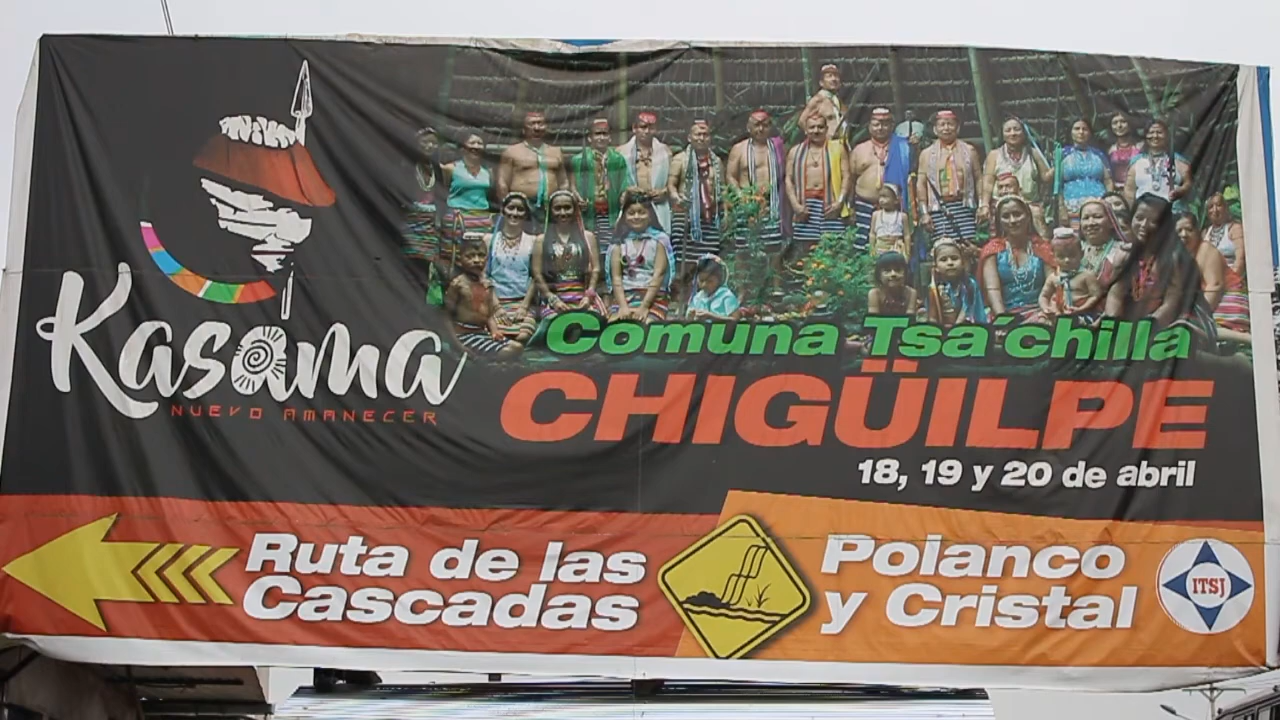 Kasama
NUEVO AMANECER
Comuna Tsa´chilla
CHIGÜILPE
18, 19 y 20 de abril
Ruta de las
Cascadas
Polanco
y Cristal
ITSJ